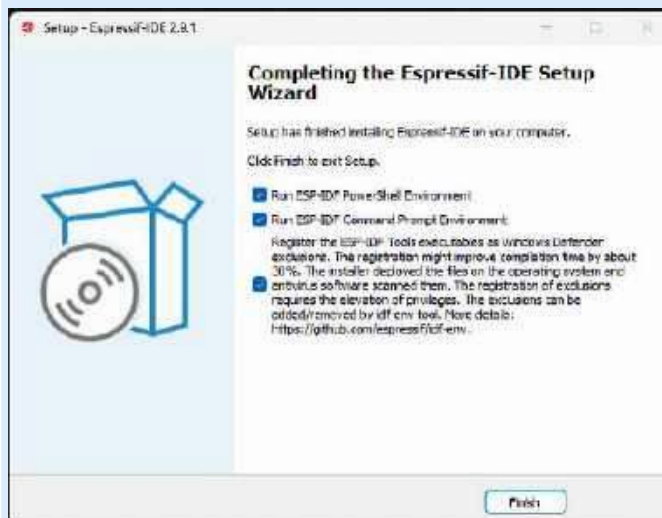 Setup - Espressif-IDE 2.9.1
Completing the Espressif-IDE Setup
Wizard
Setup has finished installing Espressif-IDE on your computer.
Click Finish to exit Setup.
Run ESP-IDF PowerShell Environment
Run ESP-IDF Command Prompt Environment
Register the ESP-IDF Tools executables as Windows Defender
exclusions. The registration might improve compilation time by about
30%. The installer deployed the files on the operating system and
antivirus software scanned them. The registration of exclusions
requires the elevation of privileges. The exclusions can be
added/removed by idf-env tool. More details:
https://github.com/espressif/idf-env.
Finish